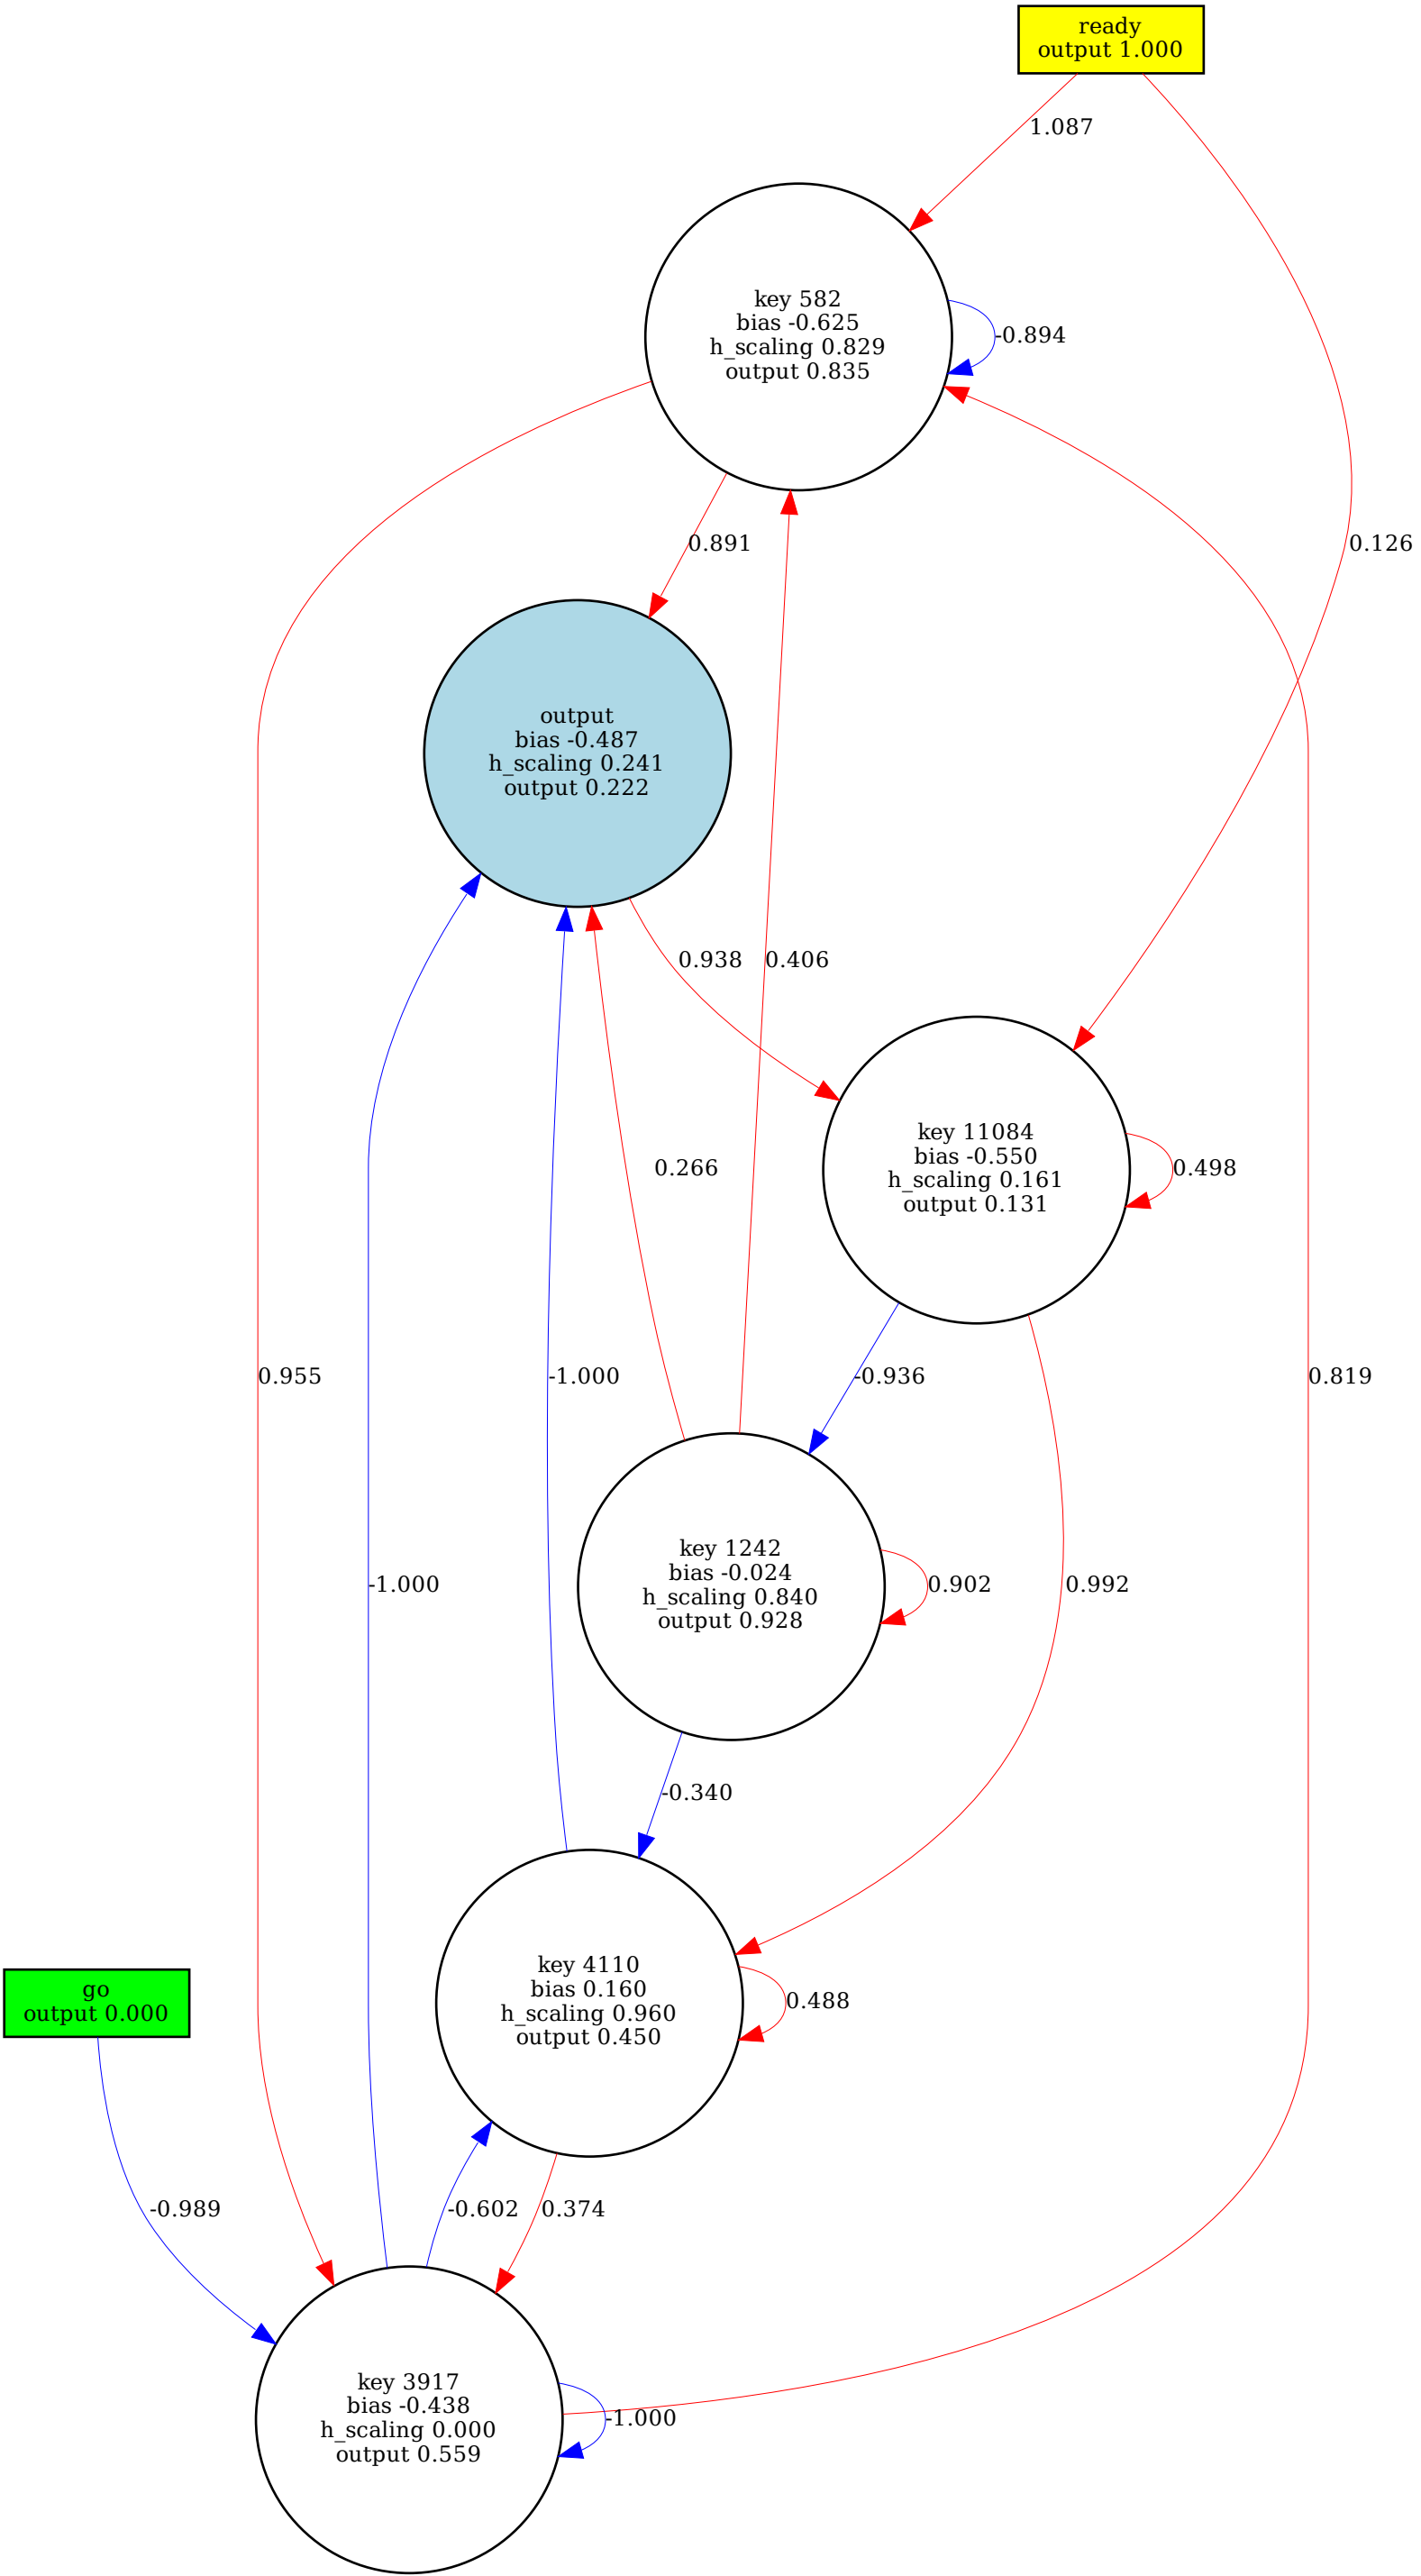 ready
output 1.000
1.087
key 582
bias -0.625
h_scaling 0.829
output 0.835
-0.894
0.891
0.126
output
bias -0.487
h_scaling 0.241
output 0.222
0.938
0.406
key 11084
bias -0.550
h_scaling 0.161
output 0.131
0.266
0.498
0.955
-1.000
-0.936
0.819
key 1242
bias -0.024
h_scaling 0.840
output 0.928
-1.000
0.902
0.992
-0.340
key 4110
bias 0.160
h_scaling 0.960
output 0.450
go
output 0.000
0.488
-0.989
-0.602
0.374
key 3917
bias -0.438
h_scaling 0.000
output 0.559
-1.000